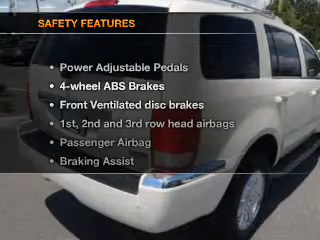 SAFETY FEATURES
• Power Adjustable Pedals
• 4-wheel ABS Brakes
• Front Ventilated disc brakes
• 1st, 2nd and 3rd row head airbags
• Passenger Airbag
• Braking Assist